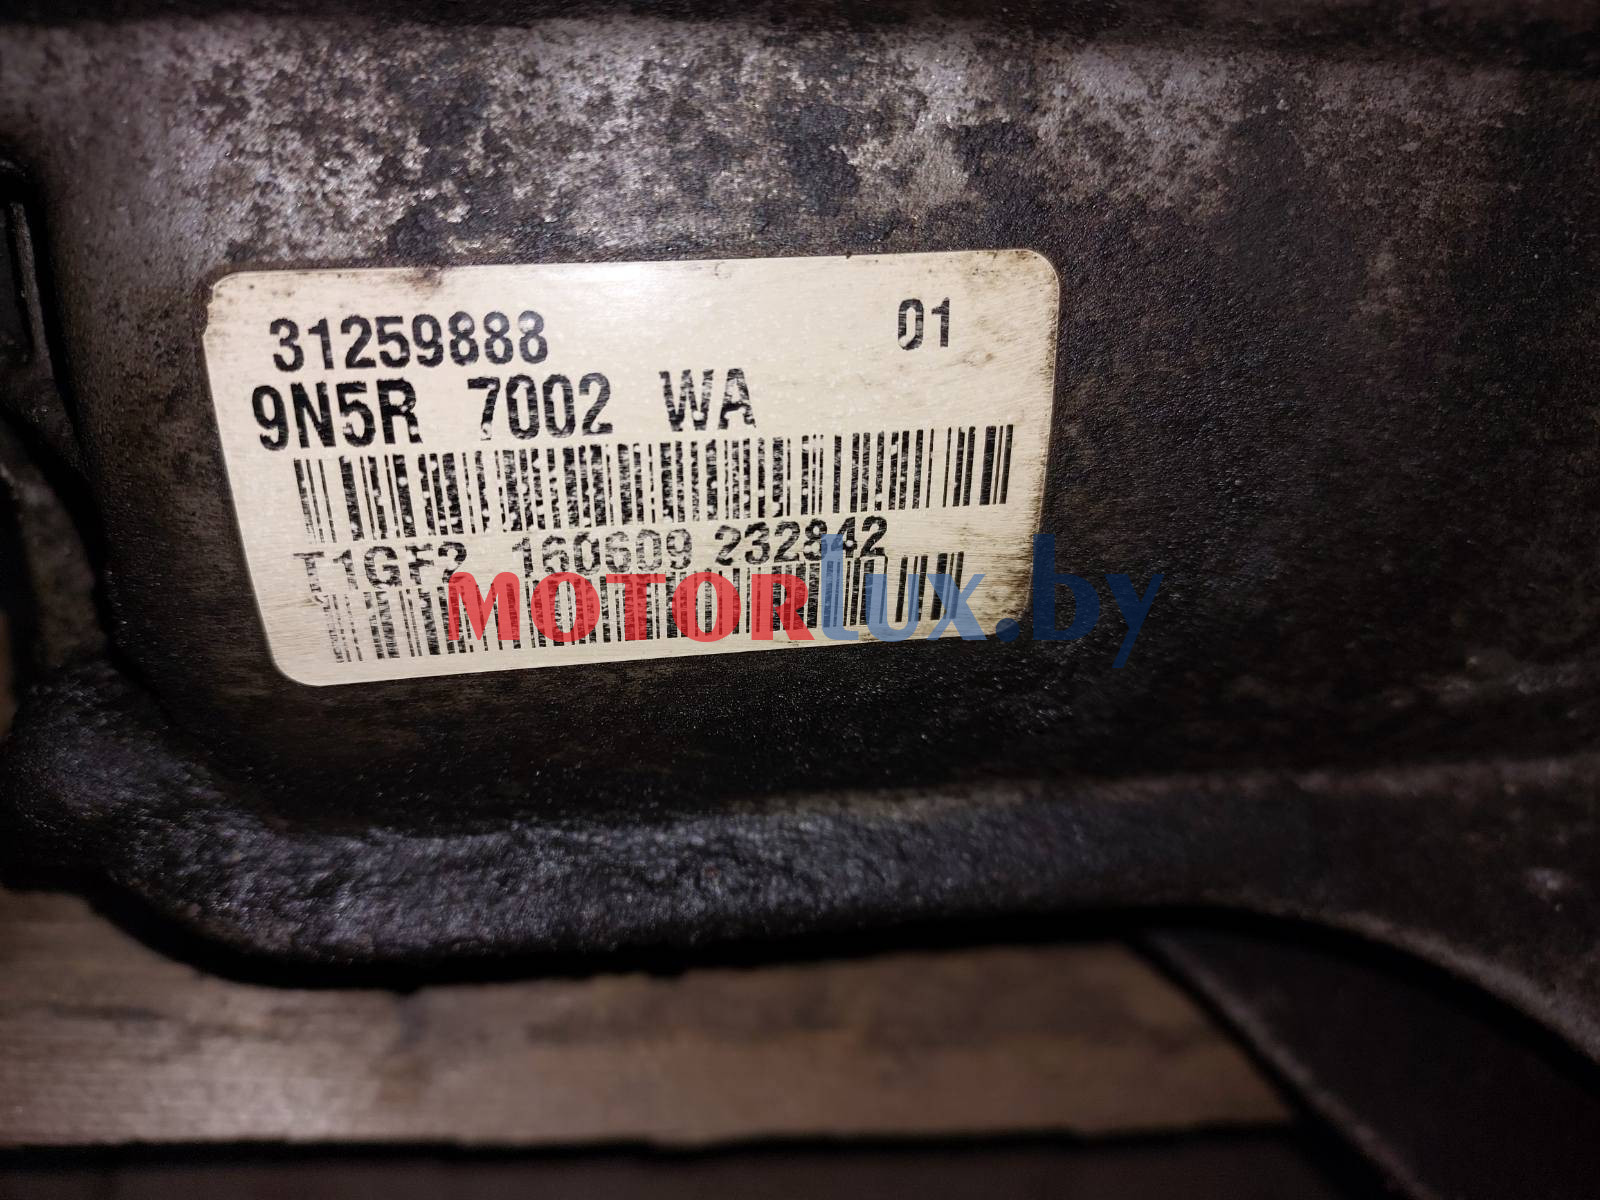 31259888 01
9N5R 7002 WA
T1GF2 160609 232842
MOTORlux.by